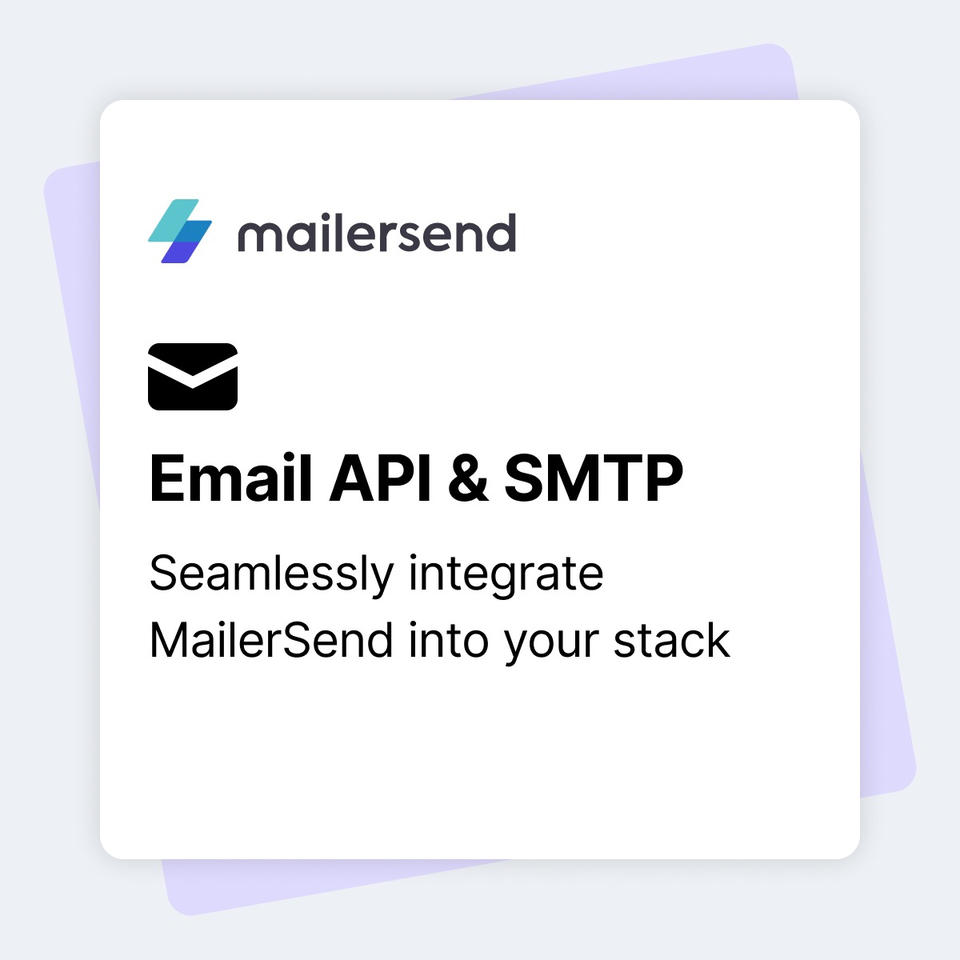 mailersend
Email API & SMTP
Seamlessly integrate
MailerSend into your stack